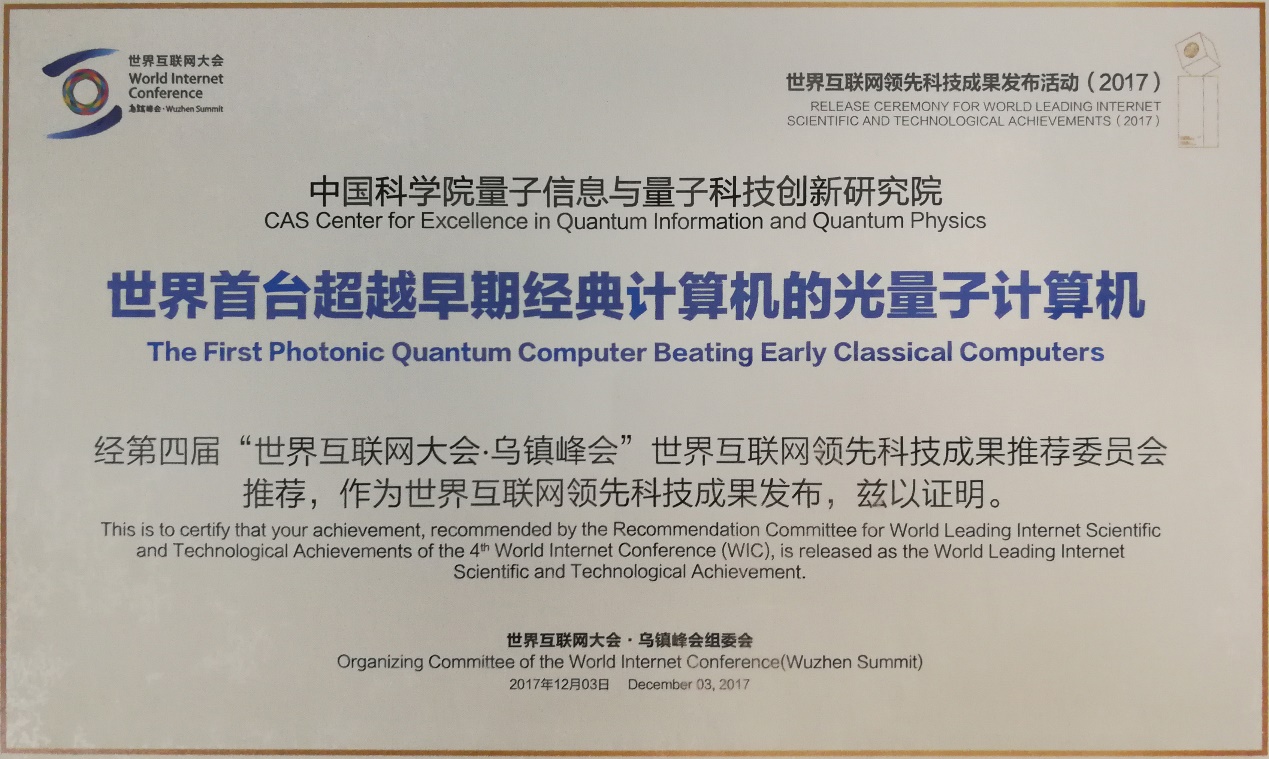 世界互联网大会
World Internet
Conference
乌镇峰会·Wuzhen Summit
世界互联网领先科技成果发布活动（2017）
RELEASE CEREMONY FOR WORLD LEADING INTERNET
SCIENTIFIC AND TECHNOLOGICAL ACHIEVEMENTS（2017）
中国科学院量子信息与量子科技创新研究院
CAS Center for Excellence in Quantum Information and Quantum Physics
世界首台超越早期经典计算机的光量子计算机
The First Photonic Quantum Computer Beating Early Classical Computers
经第四届“世界互联网大会·乌镇峰会”世界互联网领先科技成果推荐委员会
推荐，作为世界互联网领先科技成果发布，兹以证明。
This is to certify that your achievement, recommended by the Recommendation Committee for World Leading Internet Scientific
and Technological Achievements of the 4th World Internet Conference (WIC), is released as the World Leading Internet
Scientific and Technological Achievement.
世界互联网大会·乌镇峰会组委会
Organizing Committee of the World Internet Conference(Wuzhen Summit)
2017年12月03日 December 03, 2017